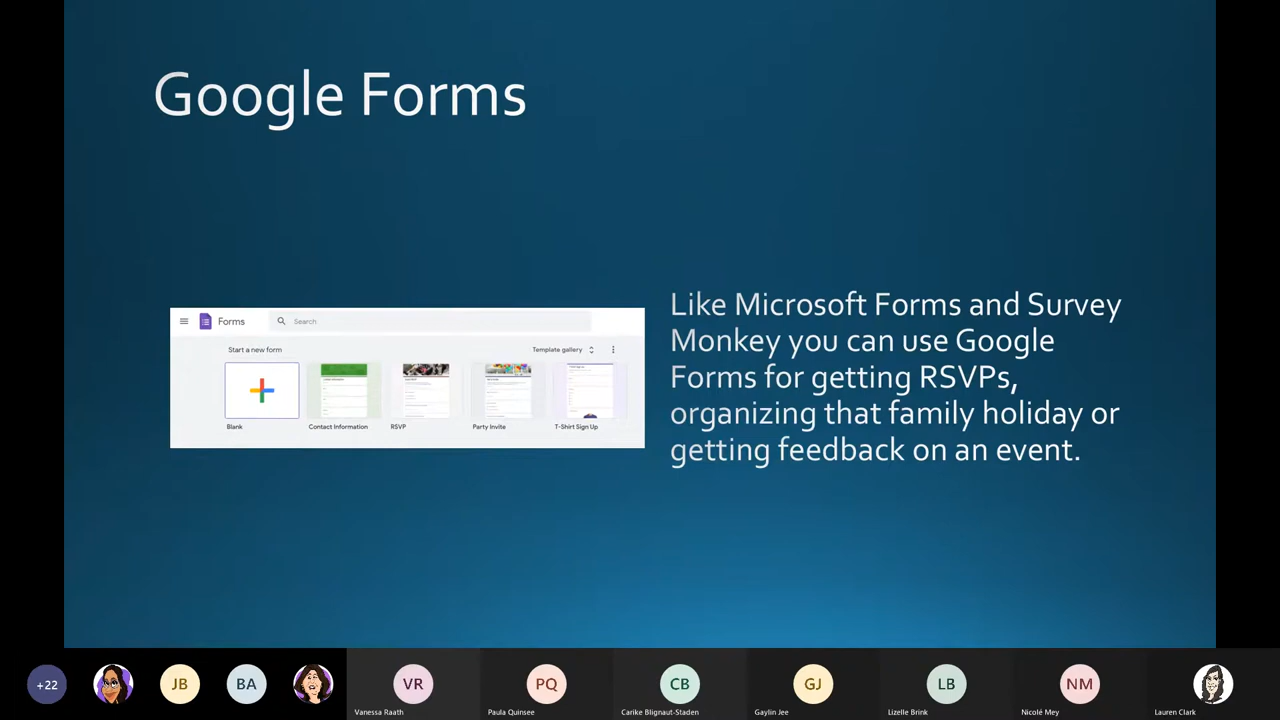 Google Forms
Forms
Search
Start a new form
Template gallery
Blank
Contact Information
RSVP
Party Invite
T-Shirt Sign Up
Like Microsoft Forms and Survey
Monkey you can use Google
Forms for getting RSVPs,
organizing that family holiday or
getting feedback on an event.
+22
JB
BA
VR
PQ
CB
GJ
LB
NM
Vanessa Raath
Paula Quinsee
Carike Blignaut-Staden
Gaylin Jee
Lizelle Brink
Nicolé Mey
Lauren Clark